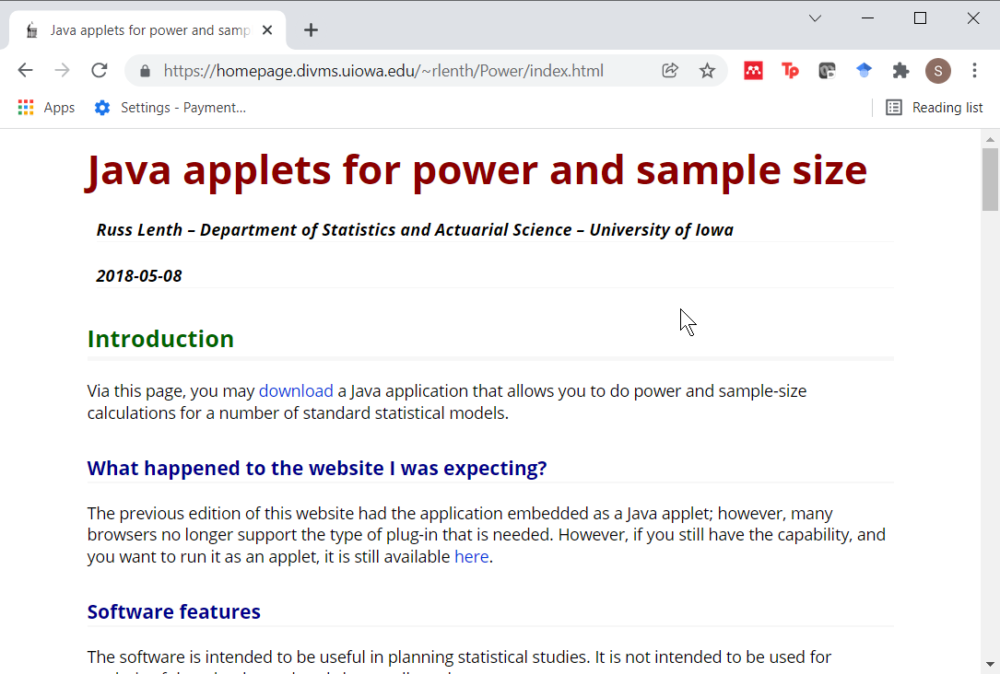 Java applets for power and samp
https://homepage.divms.uiowa.edu/~rlenth/Power/index.html
Tp
S
Apps
Settings - Payment...
Reading list
Java applets for power and sample size
Russ Lenth – Department of Statistics and Actuarial Science – University of Iowa
2018-05-08
Introduction
Via this page, you may download a Java application that allows you to do power and sample-size
calculations for a number of standard statistical models.
What happened to the website I was expecting?
The previous edition of this website had the application embedded as a Java applet; however, many
browsers no longer support the type of plug-in that is needed. However, if you still have the capability, and
you want to run it as an applet, it is still available here.
Software features
The software is intended to be useful in planning statistical studies. It is not intended to be used for